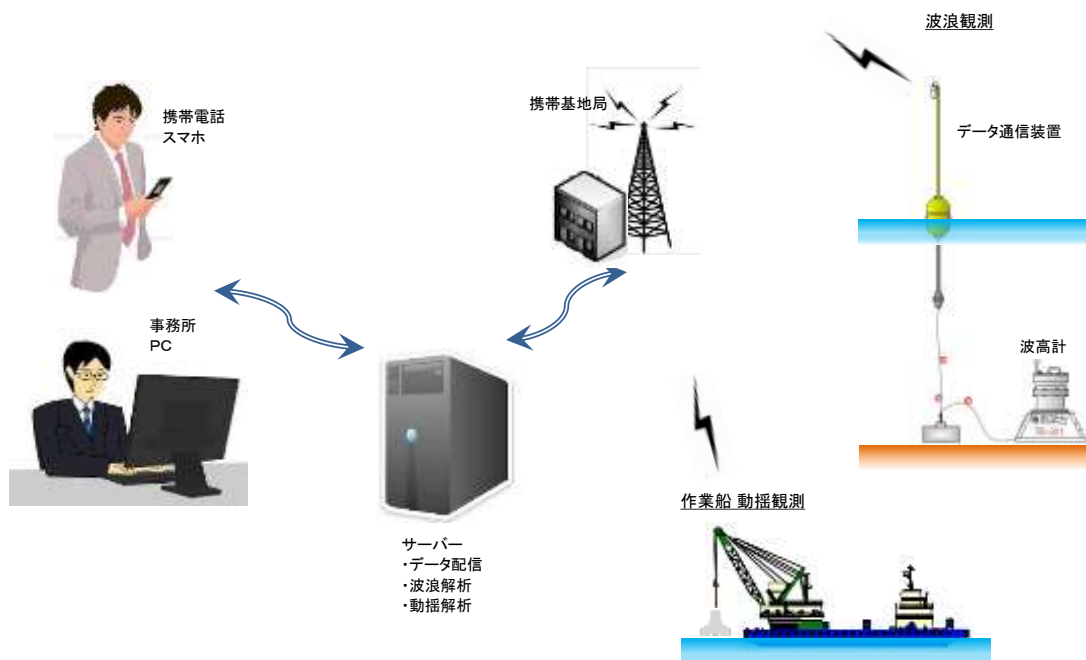 波浪観測
携帯電話
スマホ
携帯基地局
データ通信装置
事務所
PC
波高計
作業船 動揺観測
サーバー
・データ配信
・波浪解析
・動揺解析